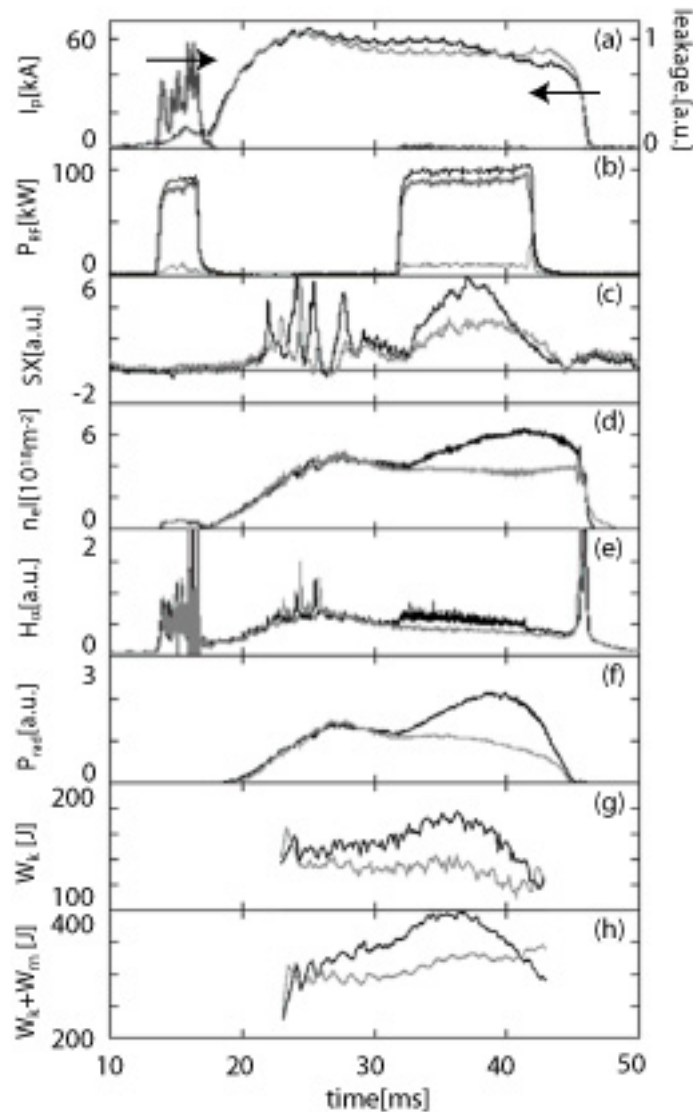 60
(a)
1
I_p[kA]
leakage.[a.u.]
0
0
100
(b)
P_RF[kW]
0
6
(c)
SX[a.u.]
-2
6
(d)
n_el[10^18m^-2]
0
2
(e)
H_α[a.u.]
0
3
(f)
P_rad[a.u.]
0
200
(g)
W_k [J]
100
400
(h)
W_k+W_m [J]
200
10 20 30 40 50
time[ms]